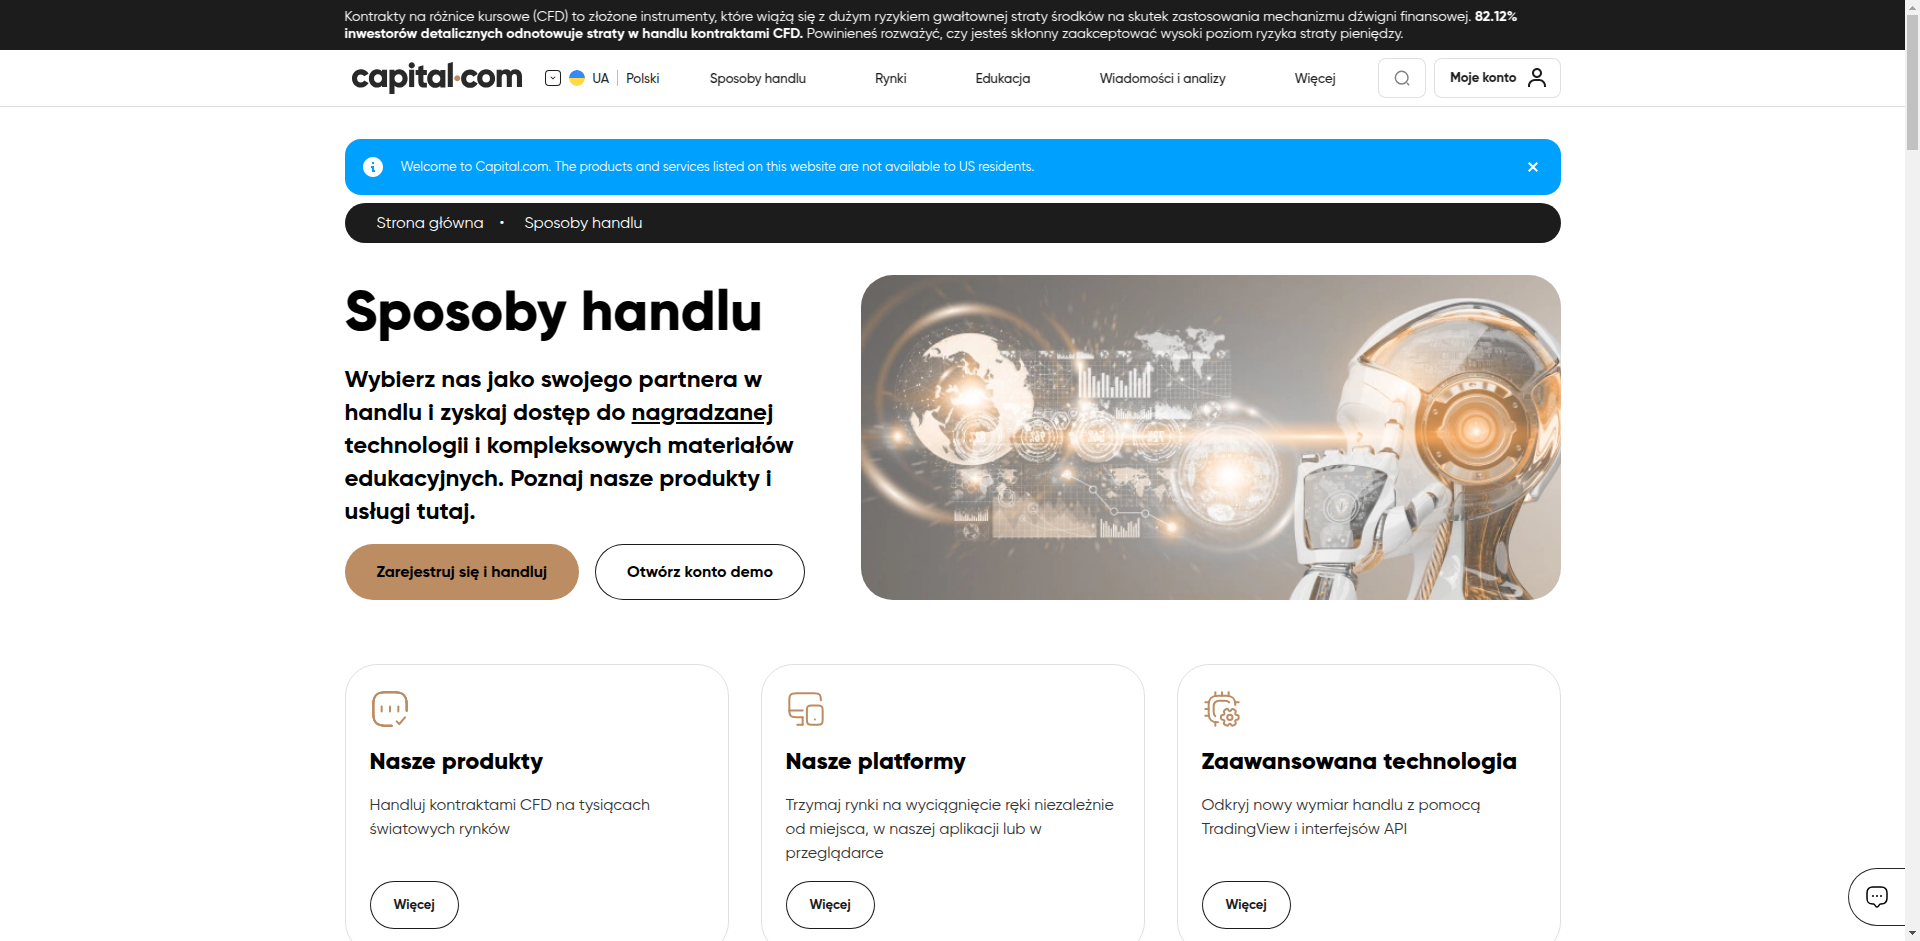 Kontrakty na różnice kursowe (CFD) to złożone instrumenty, które wiążą się z dużym ryzykiem gwałtownej straty środków na skutek zastosowania mechanizmu dźwigni finansowej. 82.12%
inwestorów detalicznych odnotowuje straty w handlu kontraktami CFD. Powinieneś rozważyć, czy jesteś skłonny zaakceptować wysoki poziom ryzyka straty pieniędzy.
capital.com UA Polski Sposoby handlu Rynki Edukacja Wiadomości i analizy Więcej Moje konto
Welcome to Capital.com. The products and services listed on this website are not available to US residents.
Strona główna • Sposoby handlu
Sposoby handlu
Wybierz nas jako swojego partnera w
handlu i zyskaj dostęp do nagradzanej
technologii i kompleksowych materiałów
edukacyjnych. Poznaj nasze produkty i
usługi tutaj.
Zarejestruj się i handluj
Otwórz konto demo
Nasze produkty
Handluj kontraktami CFD na tysiącach
światowych rynków
Więcej
Nasze platformy
Trzymaj rynki na wyciągnięcie ręki niezależnie
od miejsca, w naszej aplikacji lub w
przeglądarce
Więcej
Zaawansowana technologia
Odkryj nowy wymiar handlu z pomocą
TradingView i interfejsów API
Więcej